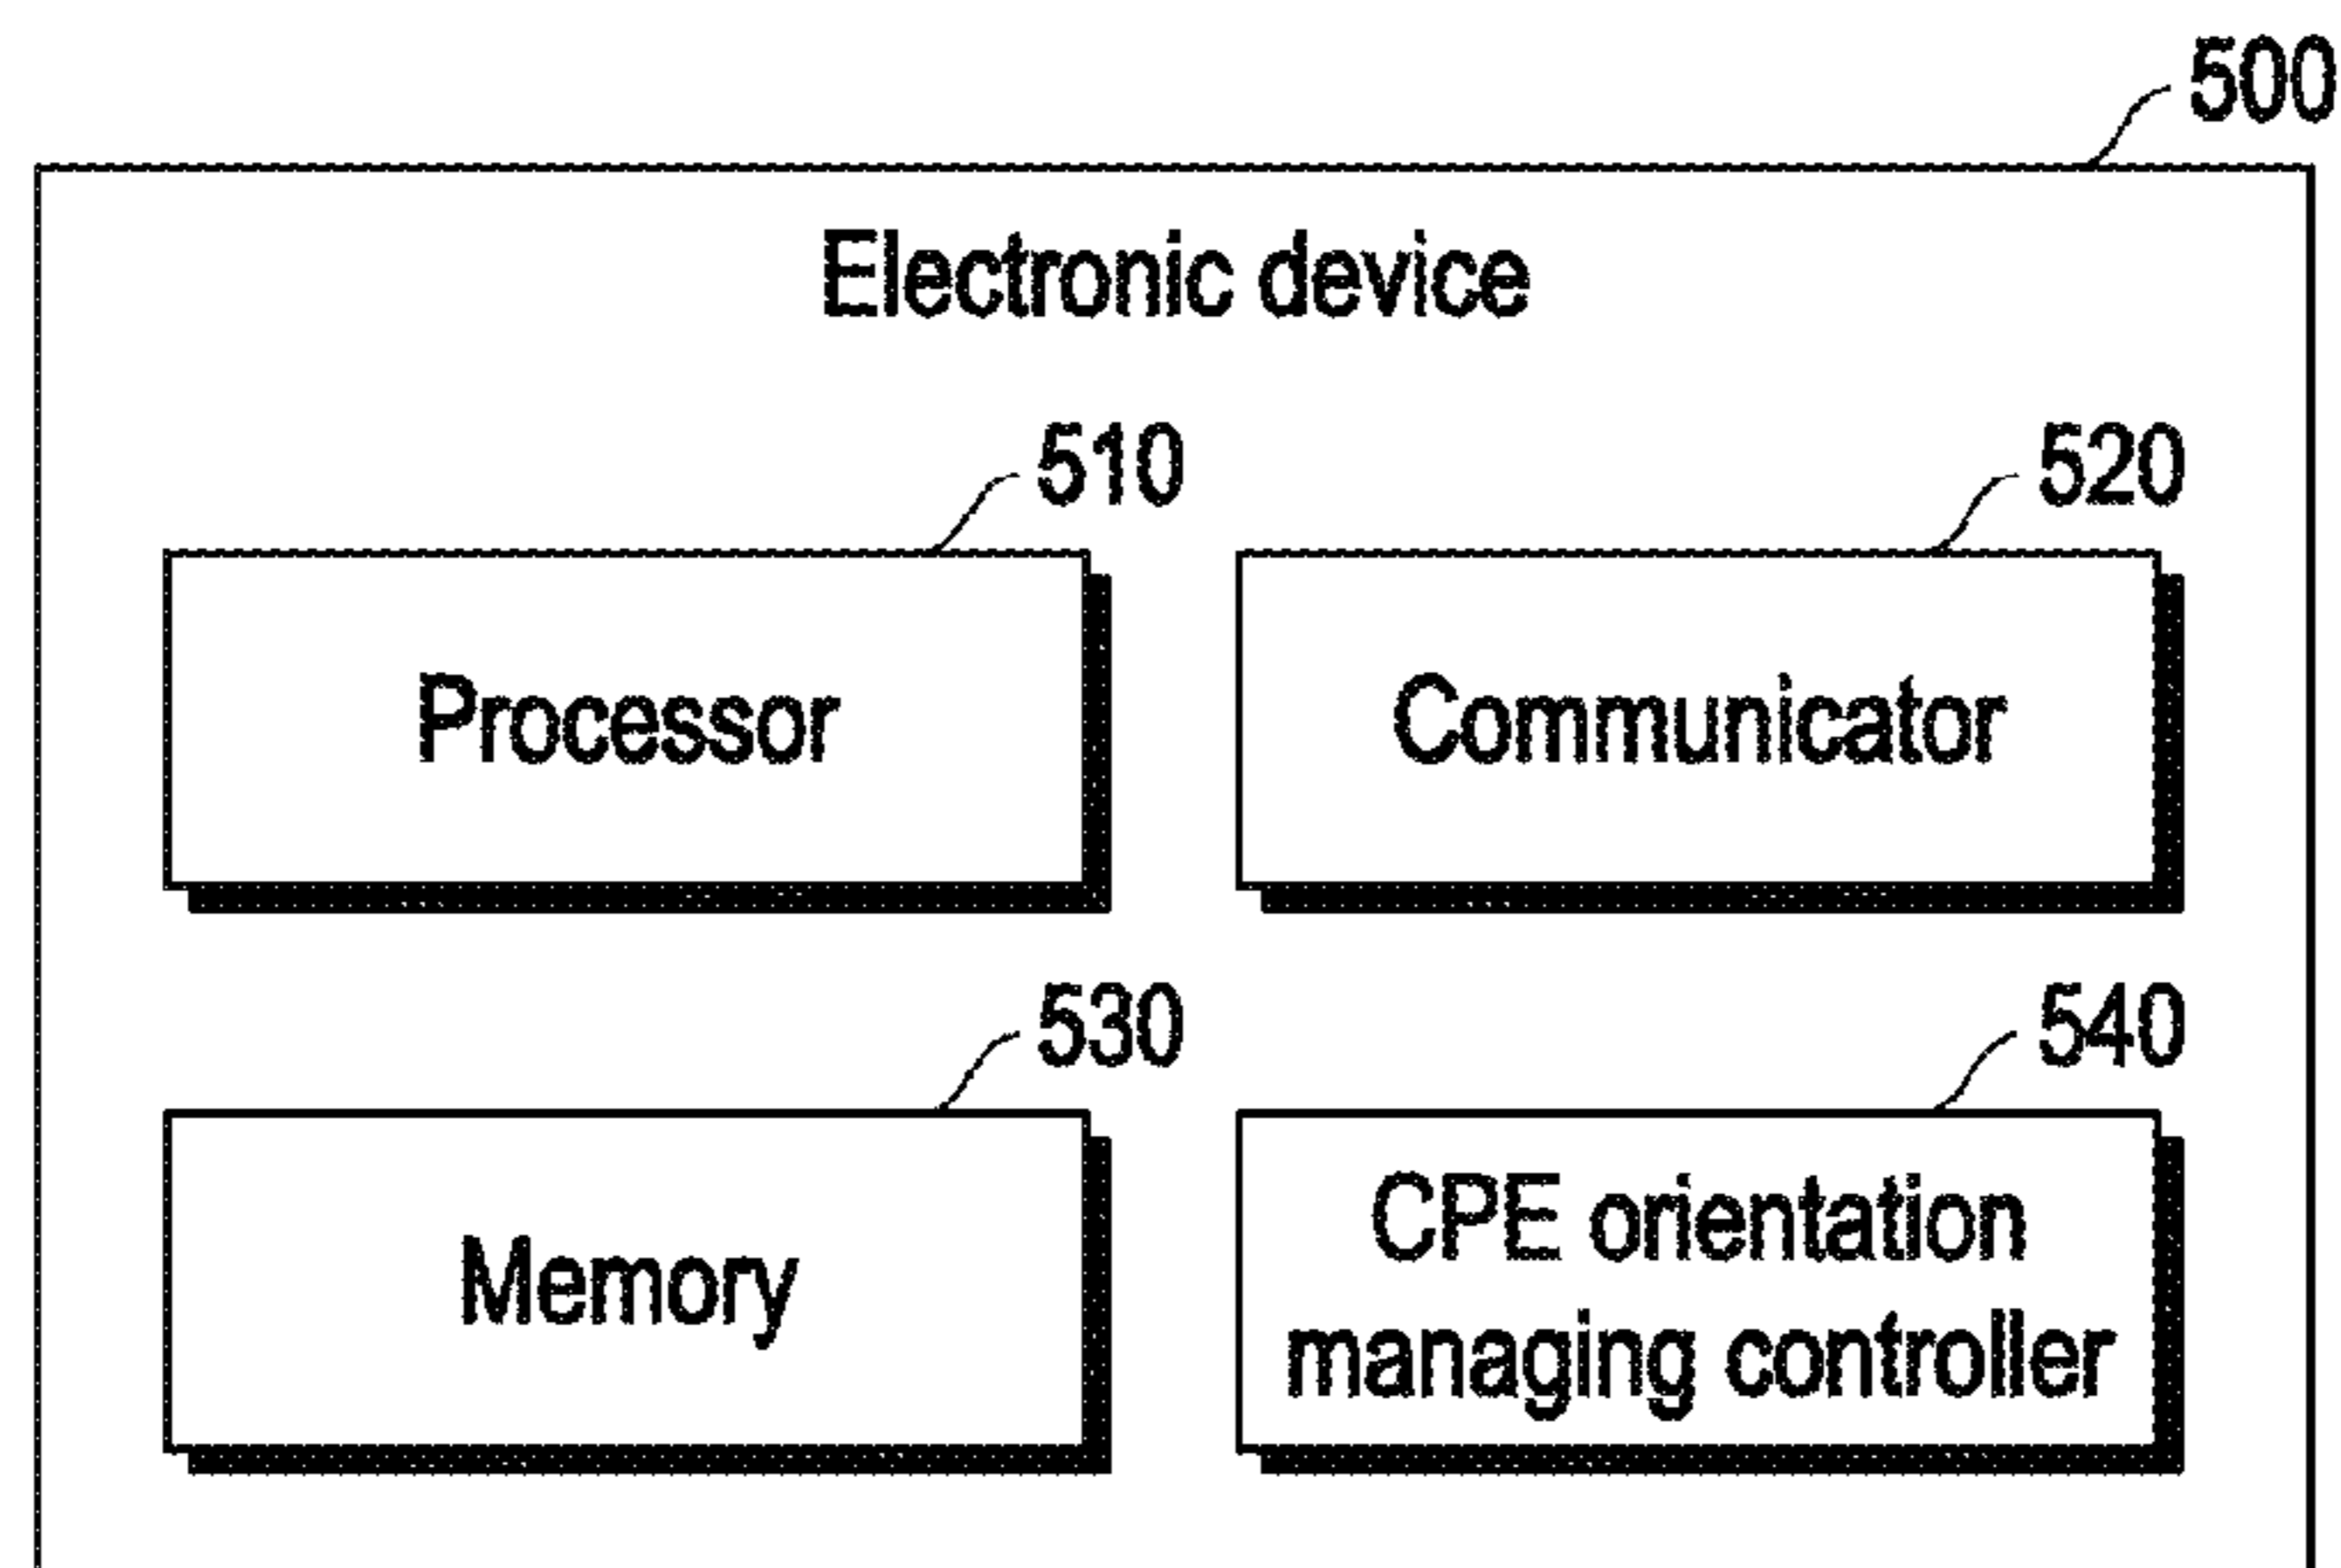 500
Electronic device
510
520
Processor
Communicator
530
540
Memory
CPE orientation
managing controller